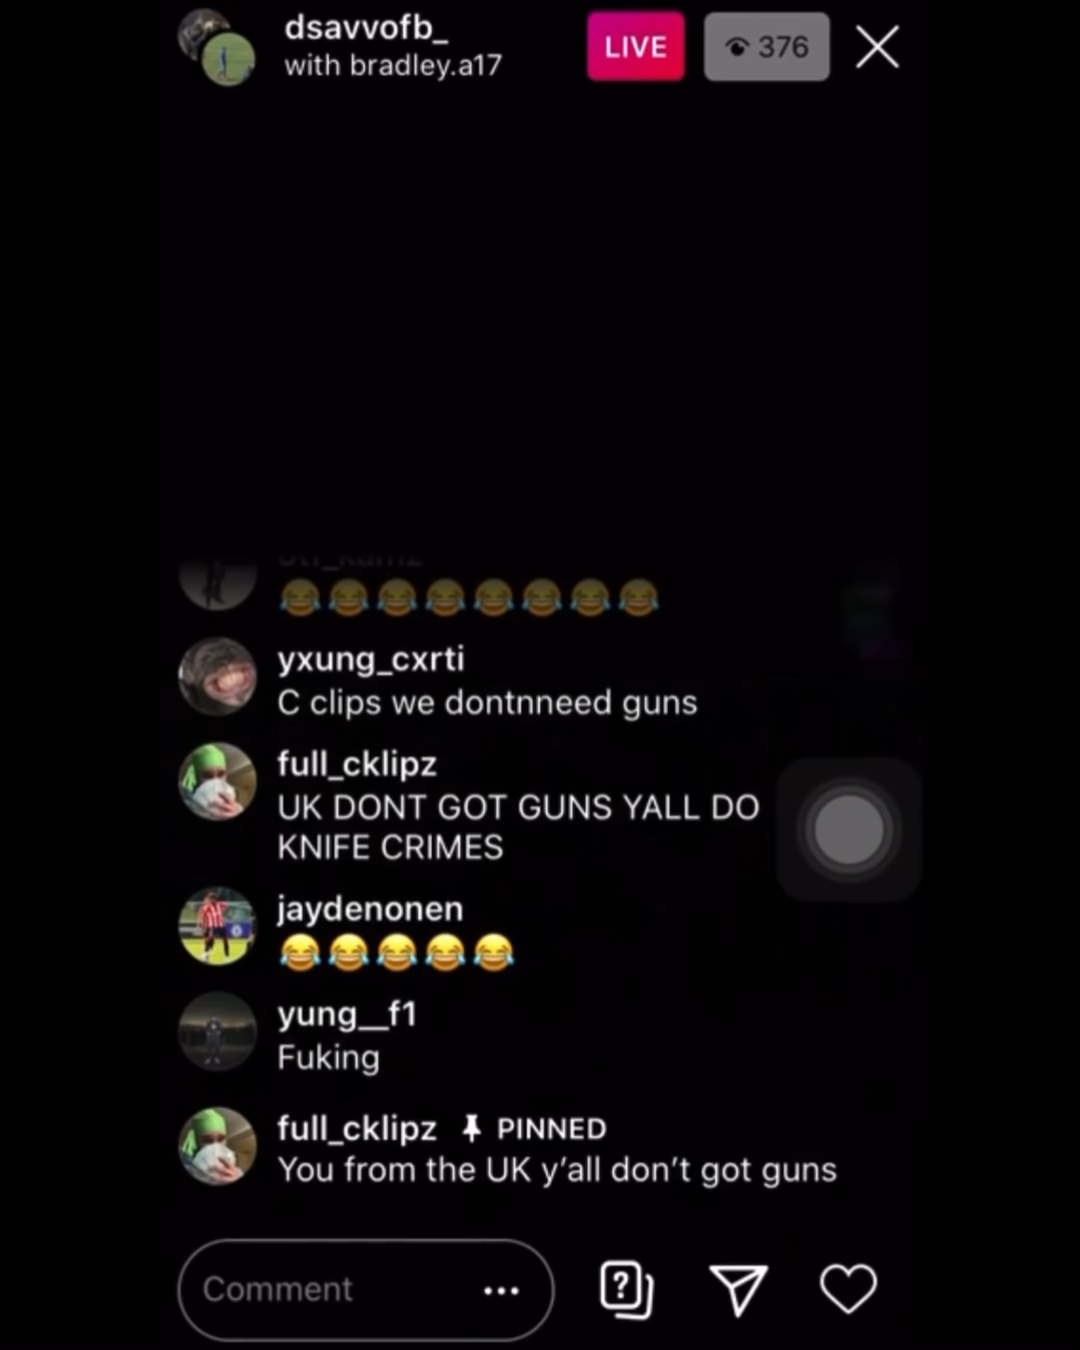 dsavvofb_
with bradley.a17
LIVE
376
😂😂😂😂😂😂😂😂
yxung_cxrti
C clips we dontnneed guns
full_cklipz
UK DONT GOT GUNS YALL DO
KNIFE CRIMES
jaydenonen
😂😂😂😂😂
yung__f1
Fuking
full_cklipz PINNED
You from the UK y'all don't got guns
Comment